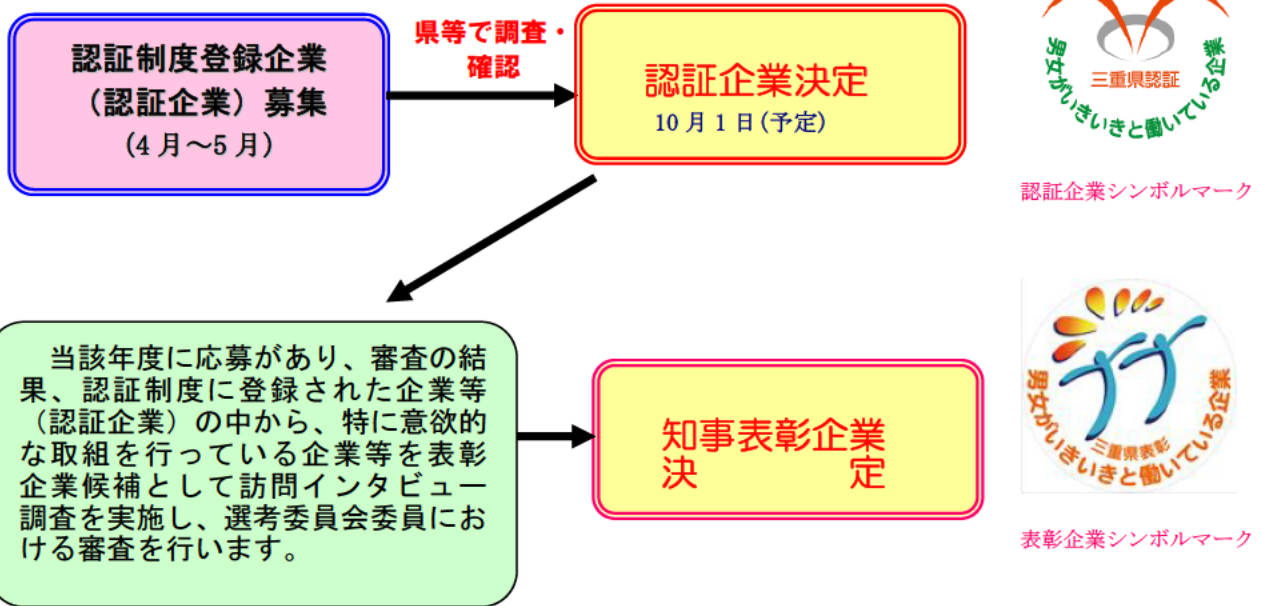 認証制度登録企業
（認証企業）募集
(4月～5月)
県等で調査・
確認
認証企業決定
10月1日(予定)
三重県認証
男女がいきいきと働いている企業
認証企業シンボルマーク
当該年度に応募があり、審査の結
果、認証制度に登録された企業等
（認証企業）の中から、特に意欲的
な取組を行っている企業等を表彰
企業候補として訪問インタビュー
調査を実施し、選考委員会委員にお
ける審査を行います。
知事表彰企業
決　　　　定
三重県表彰
男女がいきいきと働いている企業
表彰企業シンボルマーク